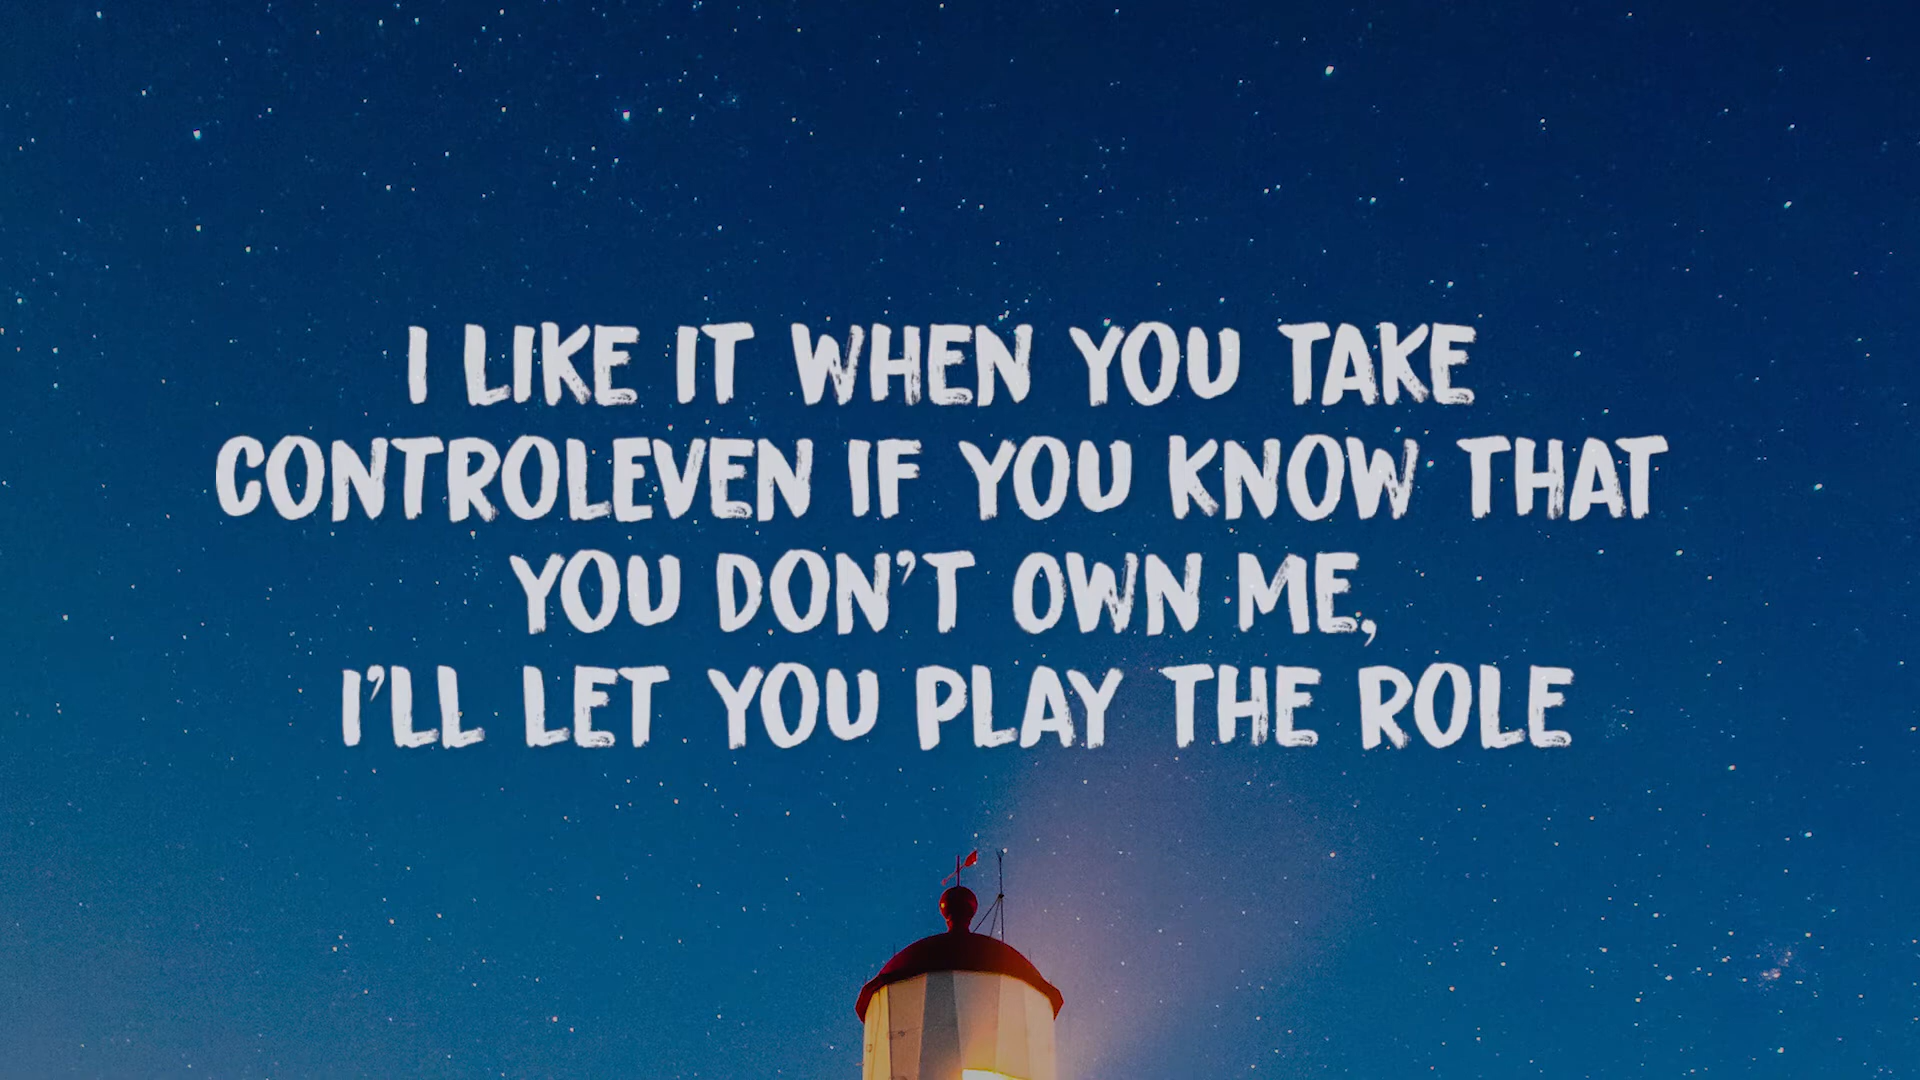 I LIKE IT WHEN YOU TAKE
CONTROLEVEN IF YOU KNOW THAT
YOU DON'T OWN ME,
I'LL LET YOU PLAY THE ROLE